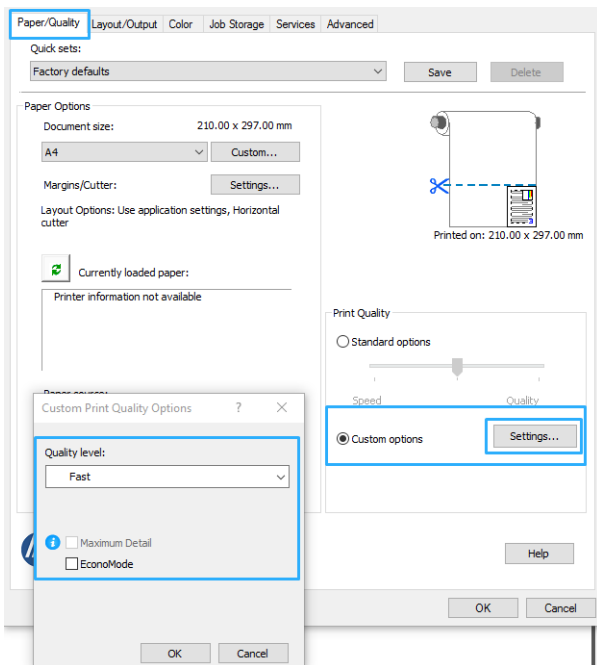 Paper/Quality Layout/Output Color Job Storage Services Advanced
Quick sets:
Factory defaults
Save
Delete
Paper Options
Document size: 210.00 x 297.00 mm
A4
Custom...
Margins/Cutter:
Settings...
Layout Options: Use application settings, Horizontal
cutter
Printed on: 210.00 x 297.00 mm
Currently loaded paper:
Printer information not available
Print Quality
Standard options
Speed
Quality
Custom options
Settings...
Paper source:
Custom Print Quality Options ? ×
Quality level:
Fast
Maximum Detail
EconoMode
OK
Cancel
Help
OK
Cancel